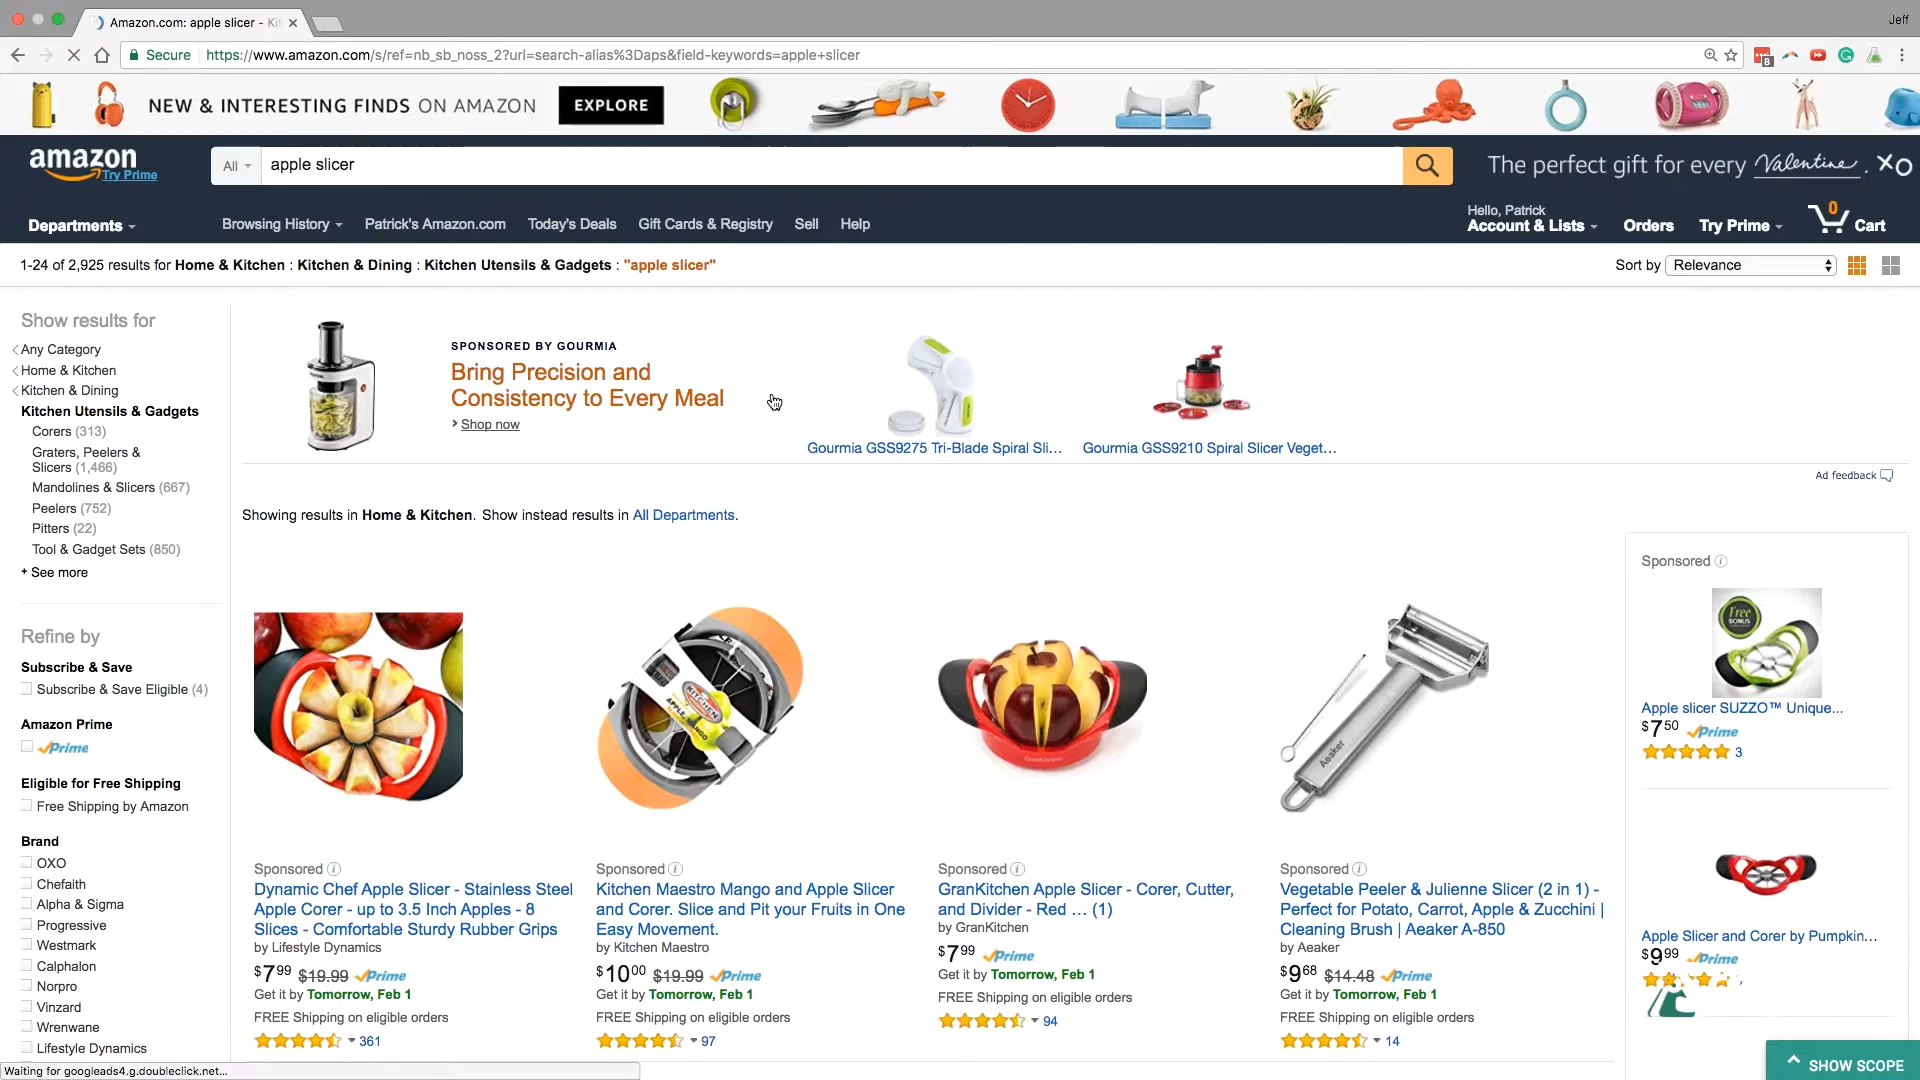 Amazon.com: apple slicer - Kit
Jeff
Secure https://www.amazon.com/s/ref=nb_sb_noss_2?url=search-alias%3Daps&field-keywords=apple+slicer
8
NEW & INTERESTING FINDS ON AMAZON EXPLORE
amazon
Try Prime
All apple slicer
The perfect gift for every Valentine. XO
Departments
Browsing History Patrick's Amazon.com Today's Deals Gift Cards & Registry Sell Help
Hello, Patrick
Account & Lists Orders Try Prime 0 Cart
1-24 of 2,925 results for Home & Kitchen : Kitchen & Dining : Kitchen Utensils & Gadgets : "apple slicer"
Sort by Relevance
Show results for
Any Category
Home & Kitchen
Kitchen & Dining
Kitchen Utensils & Gadgets
Corers (313)
Graters, Peelers &
Slicers (1,466)
Mandolines & Slicers (667)
Peelers (752)
Pitters (22)
Tool & Gadget Sets (850)
+ See more
Refine by
Subscribe & Save
Subscribe & Save Eligible (4)
Amazon Prime
Prime
Eligible for Free Shipping
Free Shipping by Amazon
Brand
OXO
Chefaith
Alpha & Sigma
Progressive
Westmark
Calphalon
Norpro
Vinzard
Wrenwane
Lifestyle Dynamics
SPONSORED BY GOURMIA
Bring Precision and
Consistency to Every Meal
Shop now
Gourmia GSS9275 Tri-Blade Spiral Sli...
Gourmia GSS9210 Spiral Slicer Veget...
Ad feedback
Showing results in Home & Kitchen. Show instead results in All Departments.
Sponsored
Dynamic Chef Apple Slicer - Stainless Steel
Apple Corer - up to 3.5 Inch Apples - 8
Slices - Comfortable Sturdy Rubber Grips
by Lifestyle Dynamics
$7 99 $19.99 Prime
Get it by Tomorrow, Feb 1
FREE Shipping on eligible orders
361
KITCHEN
Sponsored
Kitchen Maestro Mango and Apple Slicer
and Corer. Slice and Pit your Fruits in One
Easy Movement.
by Kitchen Maestro
$10 00 $19.99 Prime
Get it by Tomorrow, Feb 1
FREE Shipping on eligible orders
97
GranKitchen
Sponsored
GranKitchen Apple Slicer - Corer, Cutter,
and Divider - Red ... (1)
by GranKitchen
$7 99 Prime
Get it by Tomorrow, Feb 1
FREE Shipping on eligible orders
94
Aeaker
Sponsored
Vegetable Peeler & Julienne Slicer (2 in 1) -
Perfect for Potato, Carrot, Apple & Zucchini |
Cleaning Brush | Aeaker A-850
by Aeaker
$9 68 $14.48 Prime
Get it by Tomorrow, Feb 1
FREE Shipping on eligible orders
14
Sponsored
Free
BONUS
Apple slicer SUZZO™ Unique...
$7 50 Prime
3
Apple Slicer and Corer by Pumpkin...
$9 99 Prime
SHOW SCOPE
Waiting for googleads4.g.doubleclick.net...